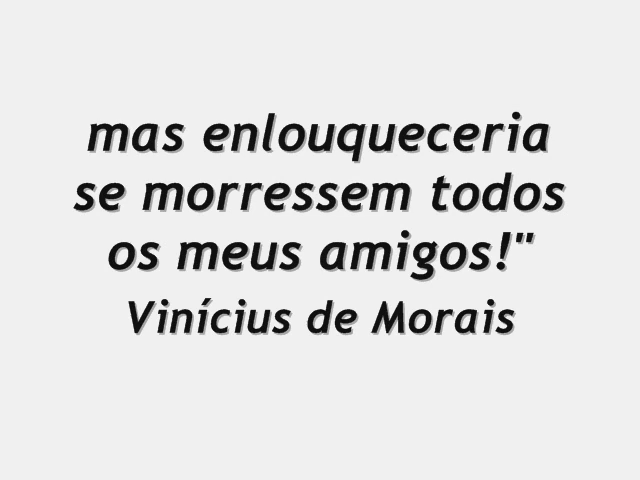 mas enlouqueceria
se morressem todos
os meus amigos!"
Vinícius de Morais